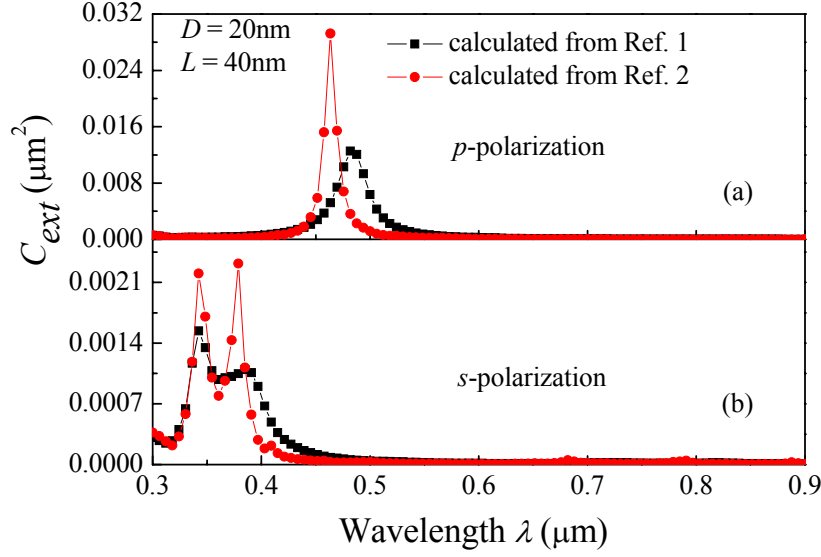 0.032
D = 20nm
L = 40nm
calculated from Ref. 1
calculated from Ref. 2
0.024
0.016
p-polarization
0.008
(a)
0.000
C_ext (μm²)
0.0021
0.0014
s-polarization
0.0007
(b)
0.0000
0.3 0.4 0.5 0.6 0.7 0.8 0.9
Wavelength λ (μm)